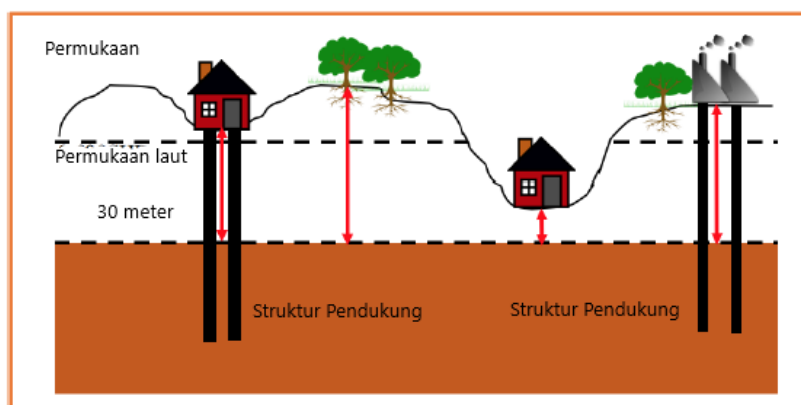 Permukaan
Permukaan laut
30 meter
Struktur Pendukung
Struktur Pendukung